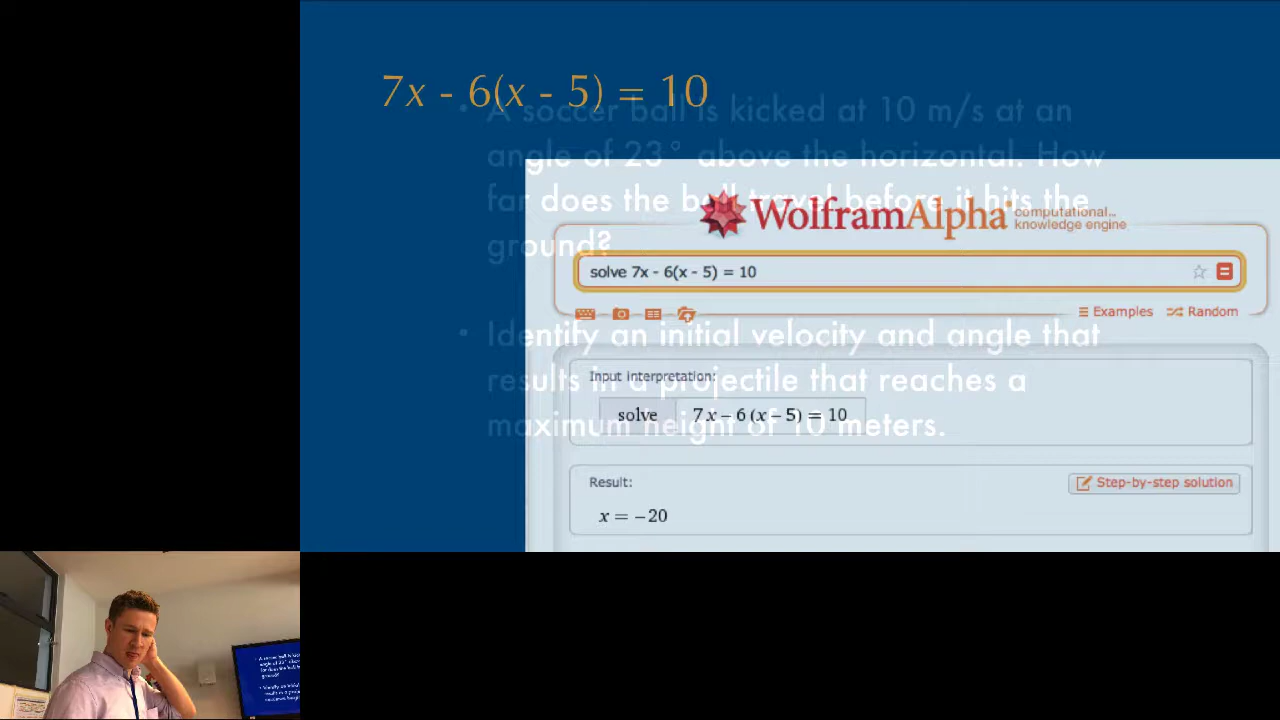 7x - 6(x - 5) = 10
• A soccer ball is kicked at 10 m/s at an
angle of 23° above the horizontal. How
far does the ball travel before it hits the
ground?
WolframAlpha computational...
knowledge engine
solve 7x - 6(x - 5) = 10
Examples Random
• Identify an initial velocity and angle that
results in a projectile that reaches a
maximum height of 10 meters.
Input interpretation:
solve 7 x − 6 (x − 5) = 10
Result:
Step-by-step solution
x = −20